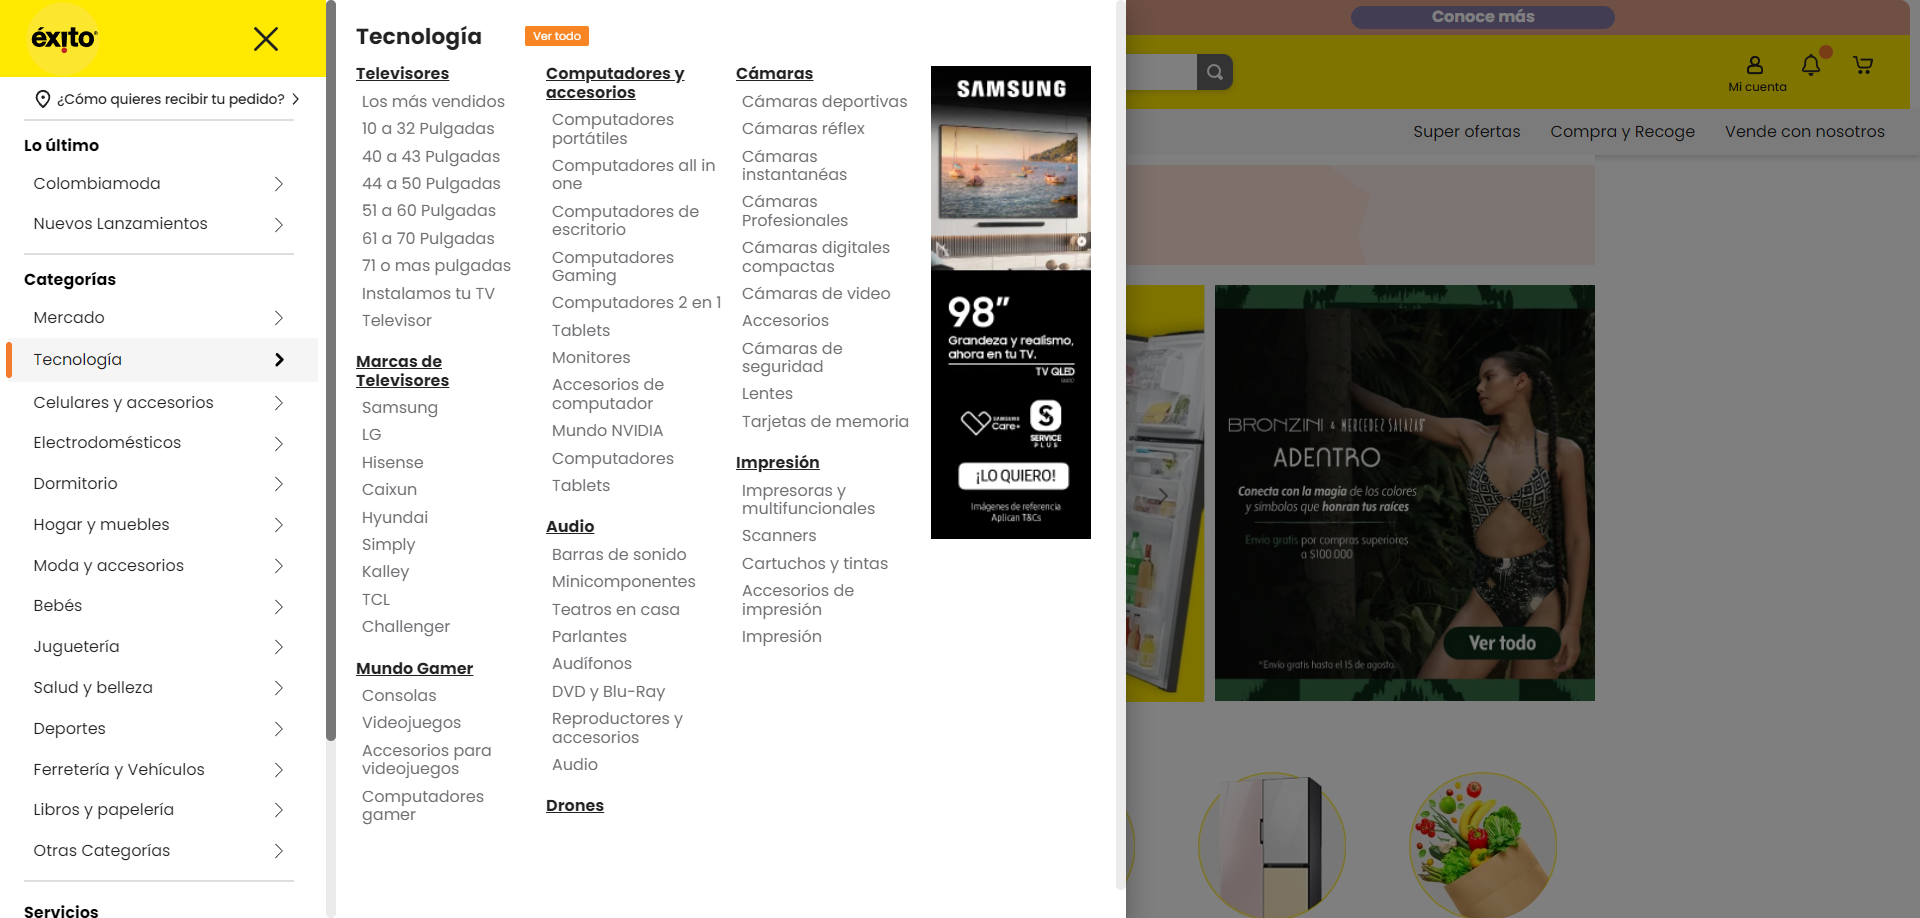 éxito
¿Cómo quieres recibir tu pedido?
Lo último
Colombiamoda
Nuevos Lanzamientos
Categorías
Mercado
Tecnología
Celulares y accesorios
Electrodomésticos
Dormitorio
Hogar y muebles
Moda y accesorios
Bebés
Juguetería
Salud y belleza
Deportes
Ferretería y Vehículos
Libros y papelería
Otras Categorías
Servicios
Tecnología
Ver todo
Televisores
Los más vendidos
10 a 32 Pulgadas
40 a 43 Pulgadas
44 a 50 Pulgadas
51 a 60 Pulgadas
61 a 70 Pulgadas
71 o mas pulgadas
Instalamos tu TV
Televisor
Marcas de
Televisores
Samsung
LG
Hisense
Caixun
Hyundai
Simply
Kalley
TCL
Challenger
Mundo Gamer
Consolas
Videojuegos
Accesorios para
videojuegos
Computadores
gamer
Computadores y
accesorios
Computadores
portátiles
Computadores all in
one
Computadores de
escritorio
Computadores
Gaming
Computadores 2 en 1
Tablets
Monitores
Accesorios de
computador
Mundo NVIDIA
Computadores
Tablets
Audio
Barras de sonido
Minicomponentes
Teatros en casa
Parlantes
Audífonos
DVD y Blu-Ray
Reproductores y
accesorios
Audio
Drones
Cámaras
Cámaras deportivas
Cámaras réflex
Cámaras
instantanéas
Cámaras
Profesionales
Cámaras digitales
compactas
Cámaras de video
Accesorios
Cámaras de
seguridad
Lentes
Tarjetas de memoria
Impresión
Impresoras y
multifuncionales
Scanners
Cartuchos y tintas
Accesorios de
impresión
Impresión
SAMSUNG
98”
Grandeza y realismo,
ahora en tu TV.
TV QLED
SAMSUNG
Care+
S
SERVICE
PLUS
¡LO QUIERO!
Imágenes de referencia
Aplican T&Cs
Conoce más
Mi cuenta
Super ofertas
Compra y Recoge
Vende con nosotros
BRONZINI & MERCEDES SALAZAR
ADENTRO
Conecta con la magia de los colores
y símbolos que honran tus raíces
Envío gratis por compras superiores
a $100.000
Ver todo
*Envío gratis hasta el 15 de agosto.